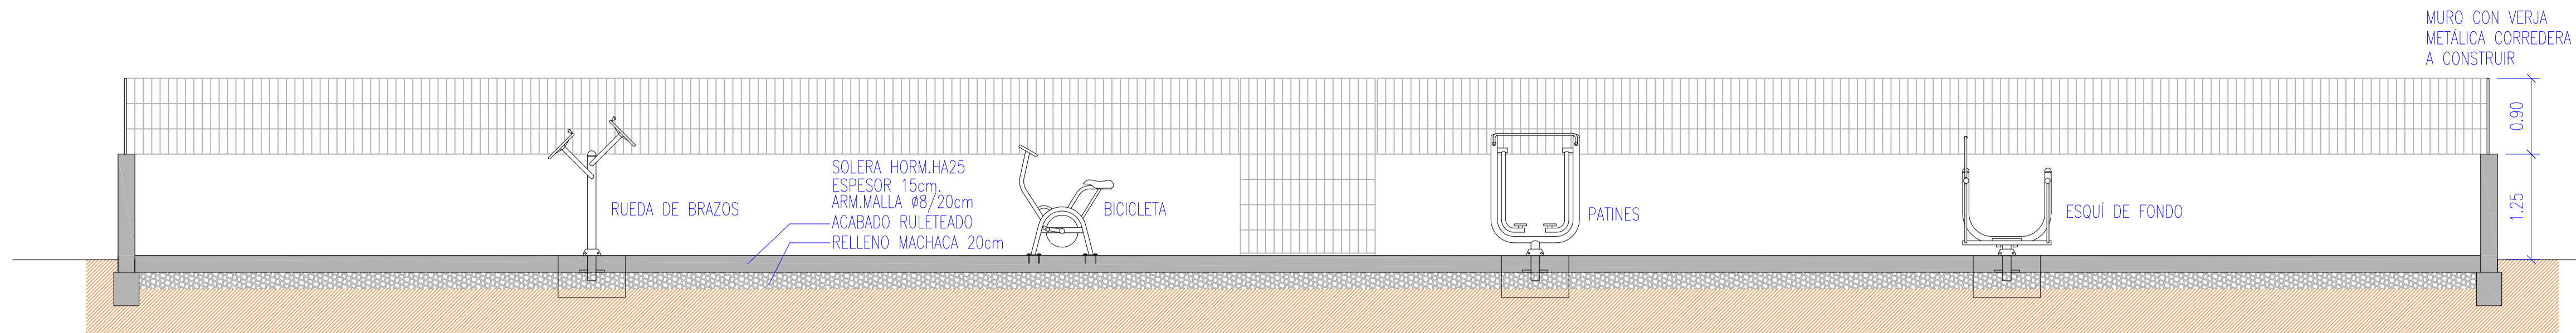 MURO CON VERJA
METÁLICA CORREDERA
A CONSTRUIR
0.90
1.25
SOLERA HORM.HA25
ESPESOR 15cm.
ARM.MALLA ø8/20cm
ACABADO RULETEADO
RELLENO MACHACA 20cm
RUEDA DE BRAZOS
BICICLETA
PATINES
ESQUÍ DE FONDO